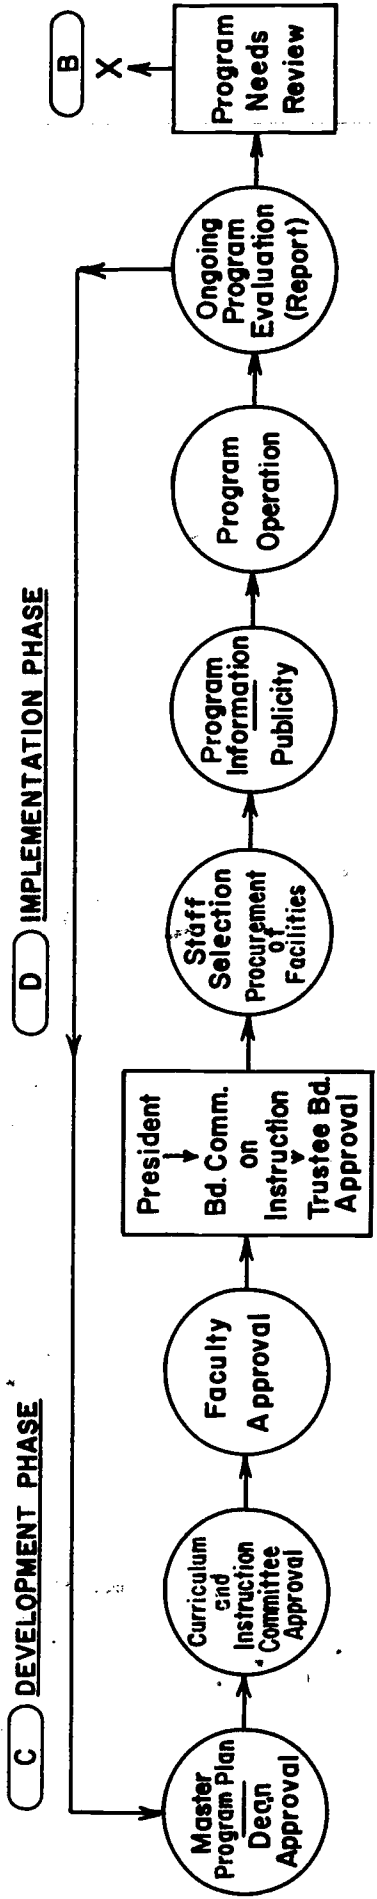 C DEVELOPMENT PHASE
D IMPLEMENTATION PHASE
B
X
Master
Program Plan
Dean
Approval
Curriculum
and
Instruction
Committee
Approval
Faculty
Approval
President
Bd. Comm.
on
Instruction
Trustee Bd.
Approval
Staff
Selection
Procurement
of
Facilities
Program
Information
Publicity
Program
Operation
Ongoing
Program
Evaluation
(Report)
Program
Needs
Review